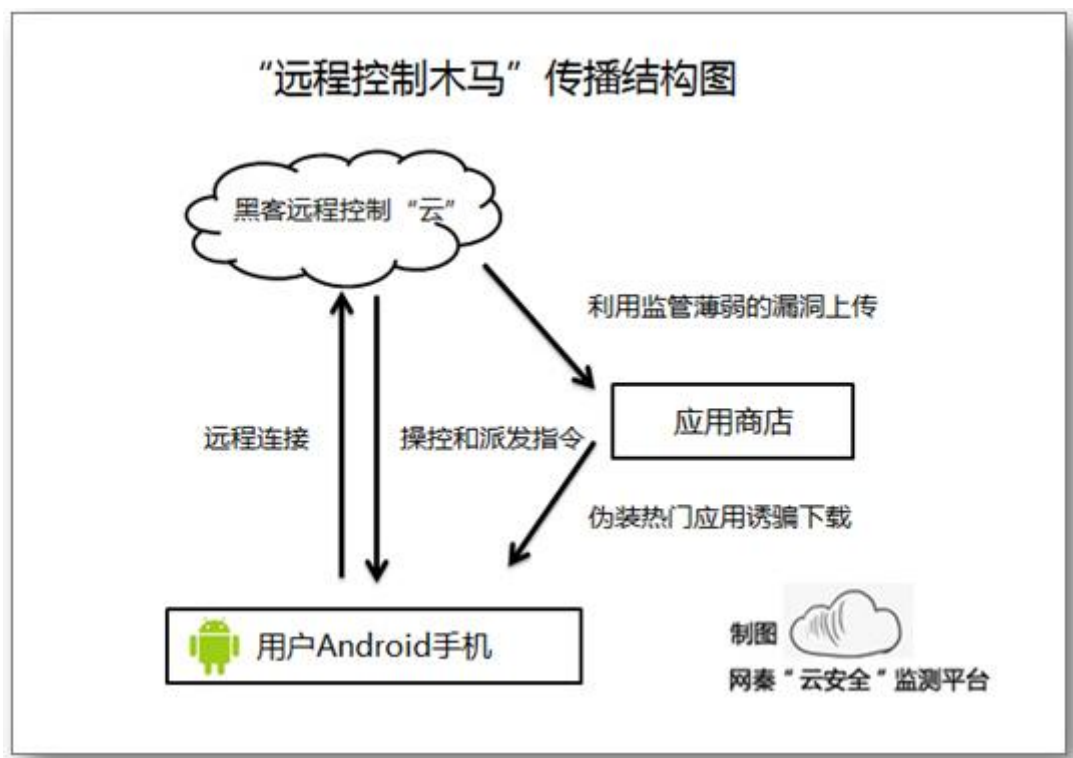 “远程控制木马”传播结构图
黑客远程控制“云”
利用监管薄弱的漏洞上传
应用商店
远程连接
操控和派发指令
伪装热门应用诱骗下载
用户Android手机
制图
网秦“云安全”监测平台